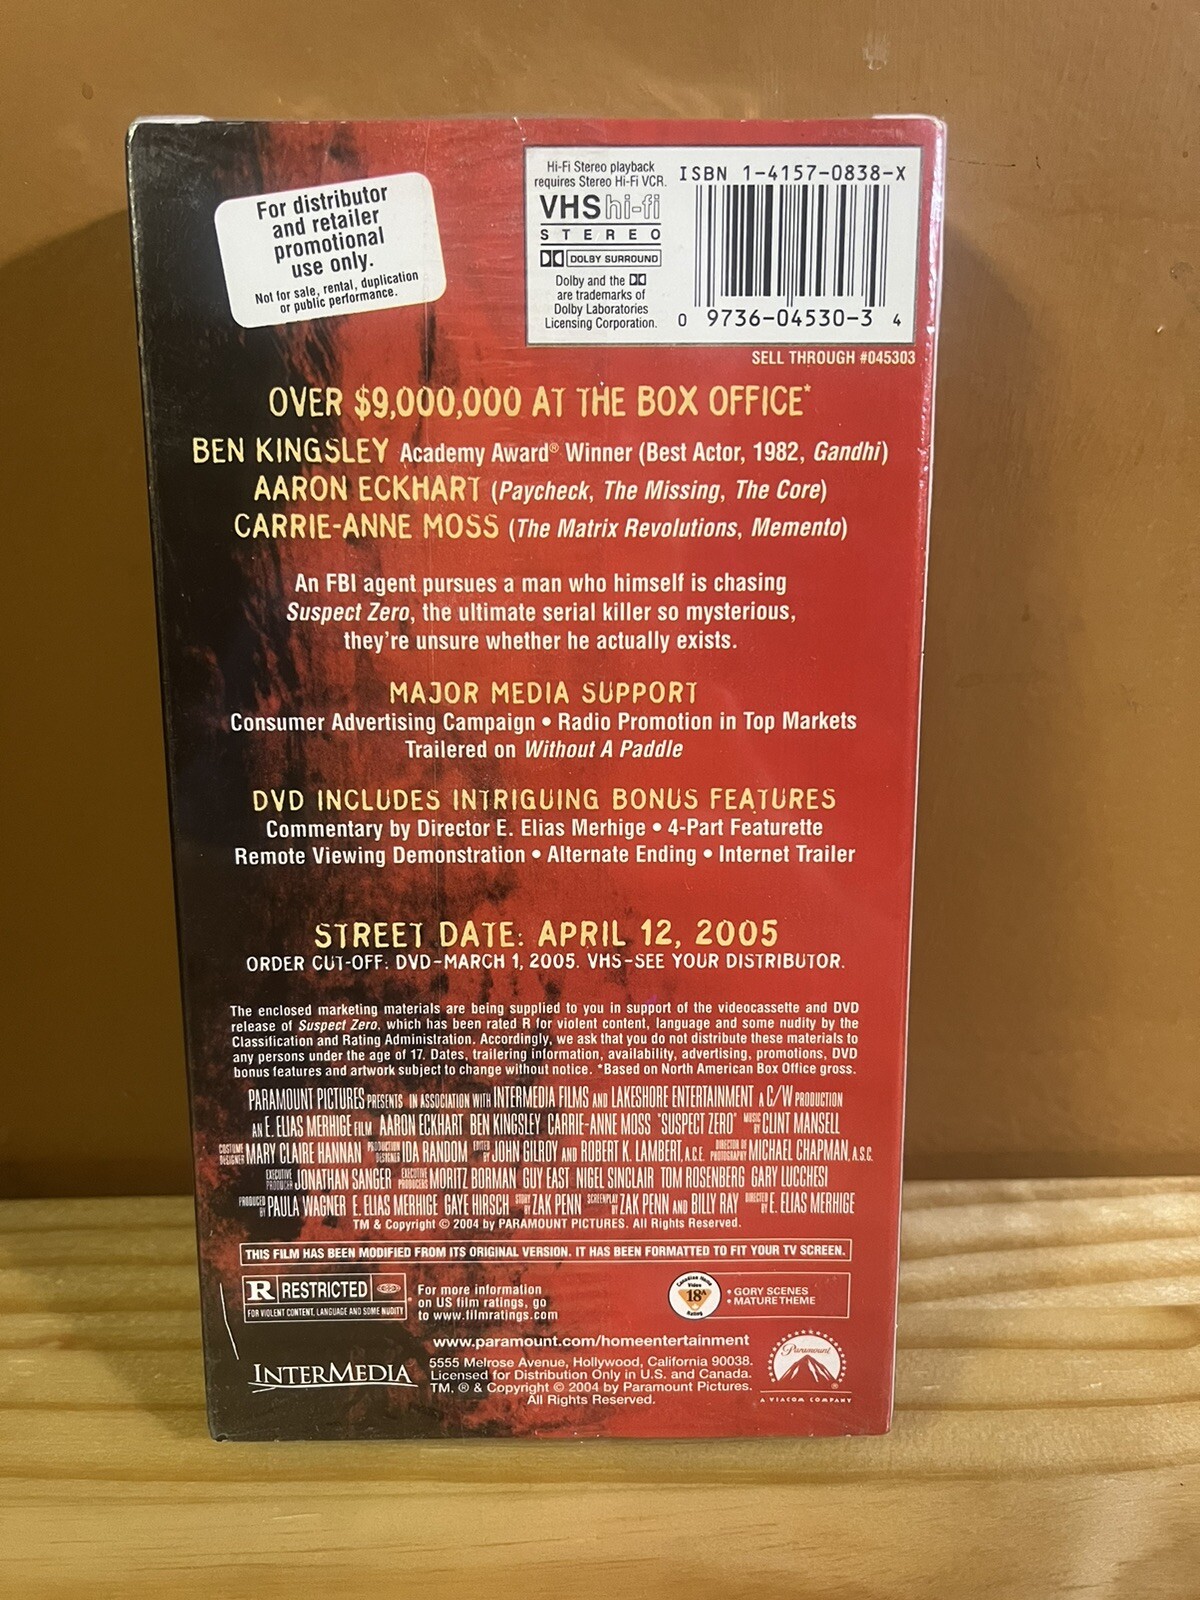 For distributor
and retailer
promotional
use only.
Not for sale, rental, duplication
or public performance.
Hi-Fi Stereo playback
requires Stereo Hi-Fi VCR.
VHS hi-fi
STEREO
DOLBY SURROUND
Dolby and the
are trademarks of
Dolby Laboratories
Licensing Corporation.
ISBN 1-4157-0838-X
0 9736-04530-3 4
SELL THROUGH #045303
OVER $9,000,000 AT THE BOX OFFICE*
BEN KINGSLEY Academy Award® Winner (Best Actor, 1982, Gandhi)
AARON ECKHART (Paycheck, The Missing, The Core)
CARRIE-ANNE MOSS (The Matrix Revolutions, Memento)
An FBI agent pursues a man who himself is chasing
Suspect Zero, the ultimate serial killer so mysterious,
they're unsure whether he actually exists.
MAJOR MEDIA SUPPORT
Consumer Advertising Campaign • Radio Promotion in Top Markets
Trailered on Without A Paddle
DVD INCLUDES INTRIGUING BONUS FEATURES
Commentary by Director E. Elias Merhige • 4-Part Featurette
Remote Viewing Demonstration • Alternate Ending • Internet Trailer
STREET DATE: APRIL 12, 2005
ORDER CUT-OFF: DVD-MARCH 1, 2005. VHS-SEE YOUR DISTRIBUTOR.
The enclosed marketing materials are being supplied to you in support of the videocassette and DVD
release of Suspect Zero, which has been rated R for violent content, language and some nudity by the
Classification and Rating Administration. Accordingly, we ask that you do not distribute these materials to
any persons under the age of 17. Dates, trailering information, availability, advertising, promotions, DVD
bonus features and artwork subject to change without notice. *Based on North American Box Office gross.
PARAMOUNT PICTURES PRESENTS IN ASSOCIATION WITH INTERMEDIA FILMS AND LAKESHORE ENTERTAINMENT A C/W PRODUCTION
AN E. ELIAS MERHIGE FILM AARON ECKHART BEN KINGSLEY CARRIE-ANNE MOSS "SUSPECT ZERO" MUSIC BY CLINT MANSELL
COSTUME DESIGNER MARY CLAIRE HANNAN PRODUCTION DESIGNER IDA RANDOM EDITED BY JOHN GILROY AND ROBERT K. LAMBERT, A.C.E. DIRECTOR OF PHOTOGRAPHY MICHAEL CHAPMAN, A.S.C.
EXECUTIVE PRODUCER JONATHAN SANGER EXECUTIVE PRODUCERS MORITZ BORMAN GUY EAST NIGEL SINCLAIR TOM ROSENBERG GARY LUCCHESI
PRODUCED BY PAULA WAGNER E. ELIAS MERHIGE GAYE HIRSCH STORY BY ZAK PENN SCREENPLAY BY ZAK PENN AND BILLY RAY DIRECTED BY E. ELIAS MERHIGE
TM & Copyright © 2004 by PARAMOUNT PICTURES. All Rights Reserved.
THIS FILM HAS BEEN MODIFIED FROM ITS ORIGINAL VERSION. IT HAS BEEN FORMATTED TO FIT YOUR TV SCREEN.
R RESTRICTED
FOR VIOLENT CONTENT, LANGUAGE AND SOME NUDITY
For more information
on US film ratings, go
to www.filmratings.com
Canadian Home
Video
18A
Rating
• GORY SCENES
• MATURE THEME
www.paramount.com/homeentertainment
INTERMEDIA
5555 Melrose Avenue, Hollywood, California 90038.
Licensed for Distribution Only in U.S. and Canada.
TM, ® & Copyright © 2004 by Paramount Pictures.
All Rights Reserved.
Paramount
®
A VIACOM COMPANY